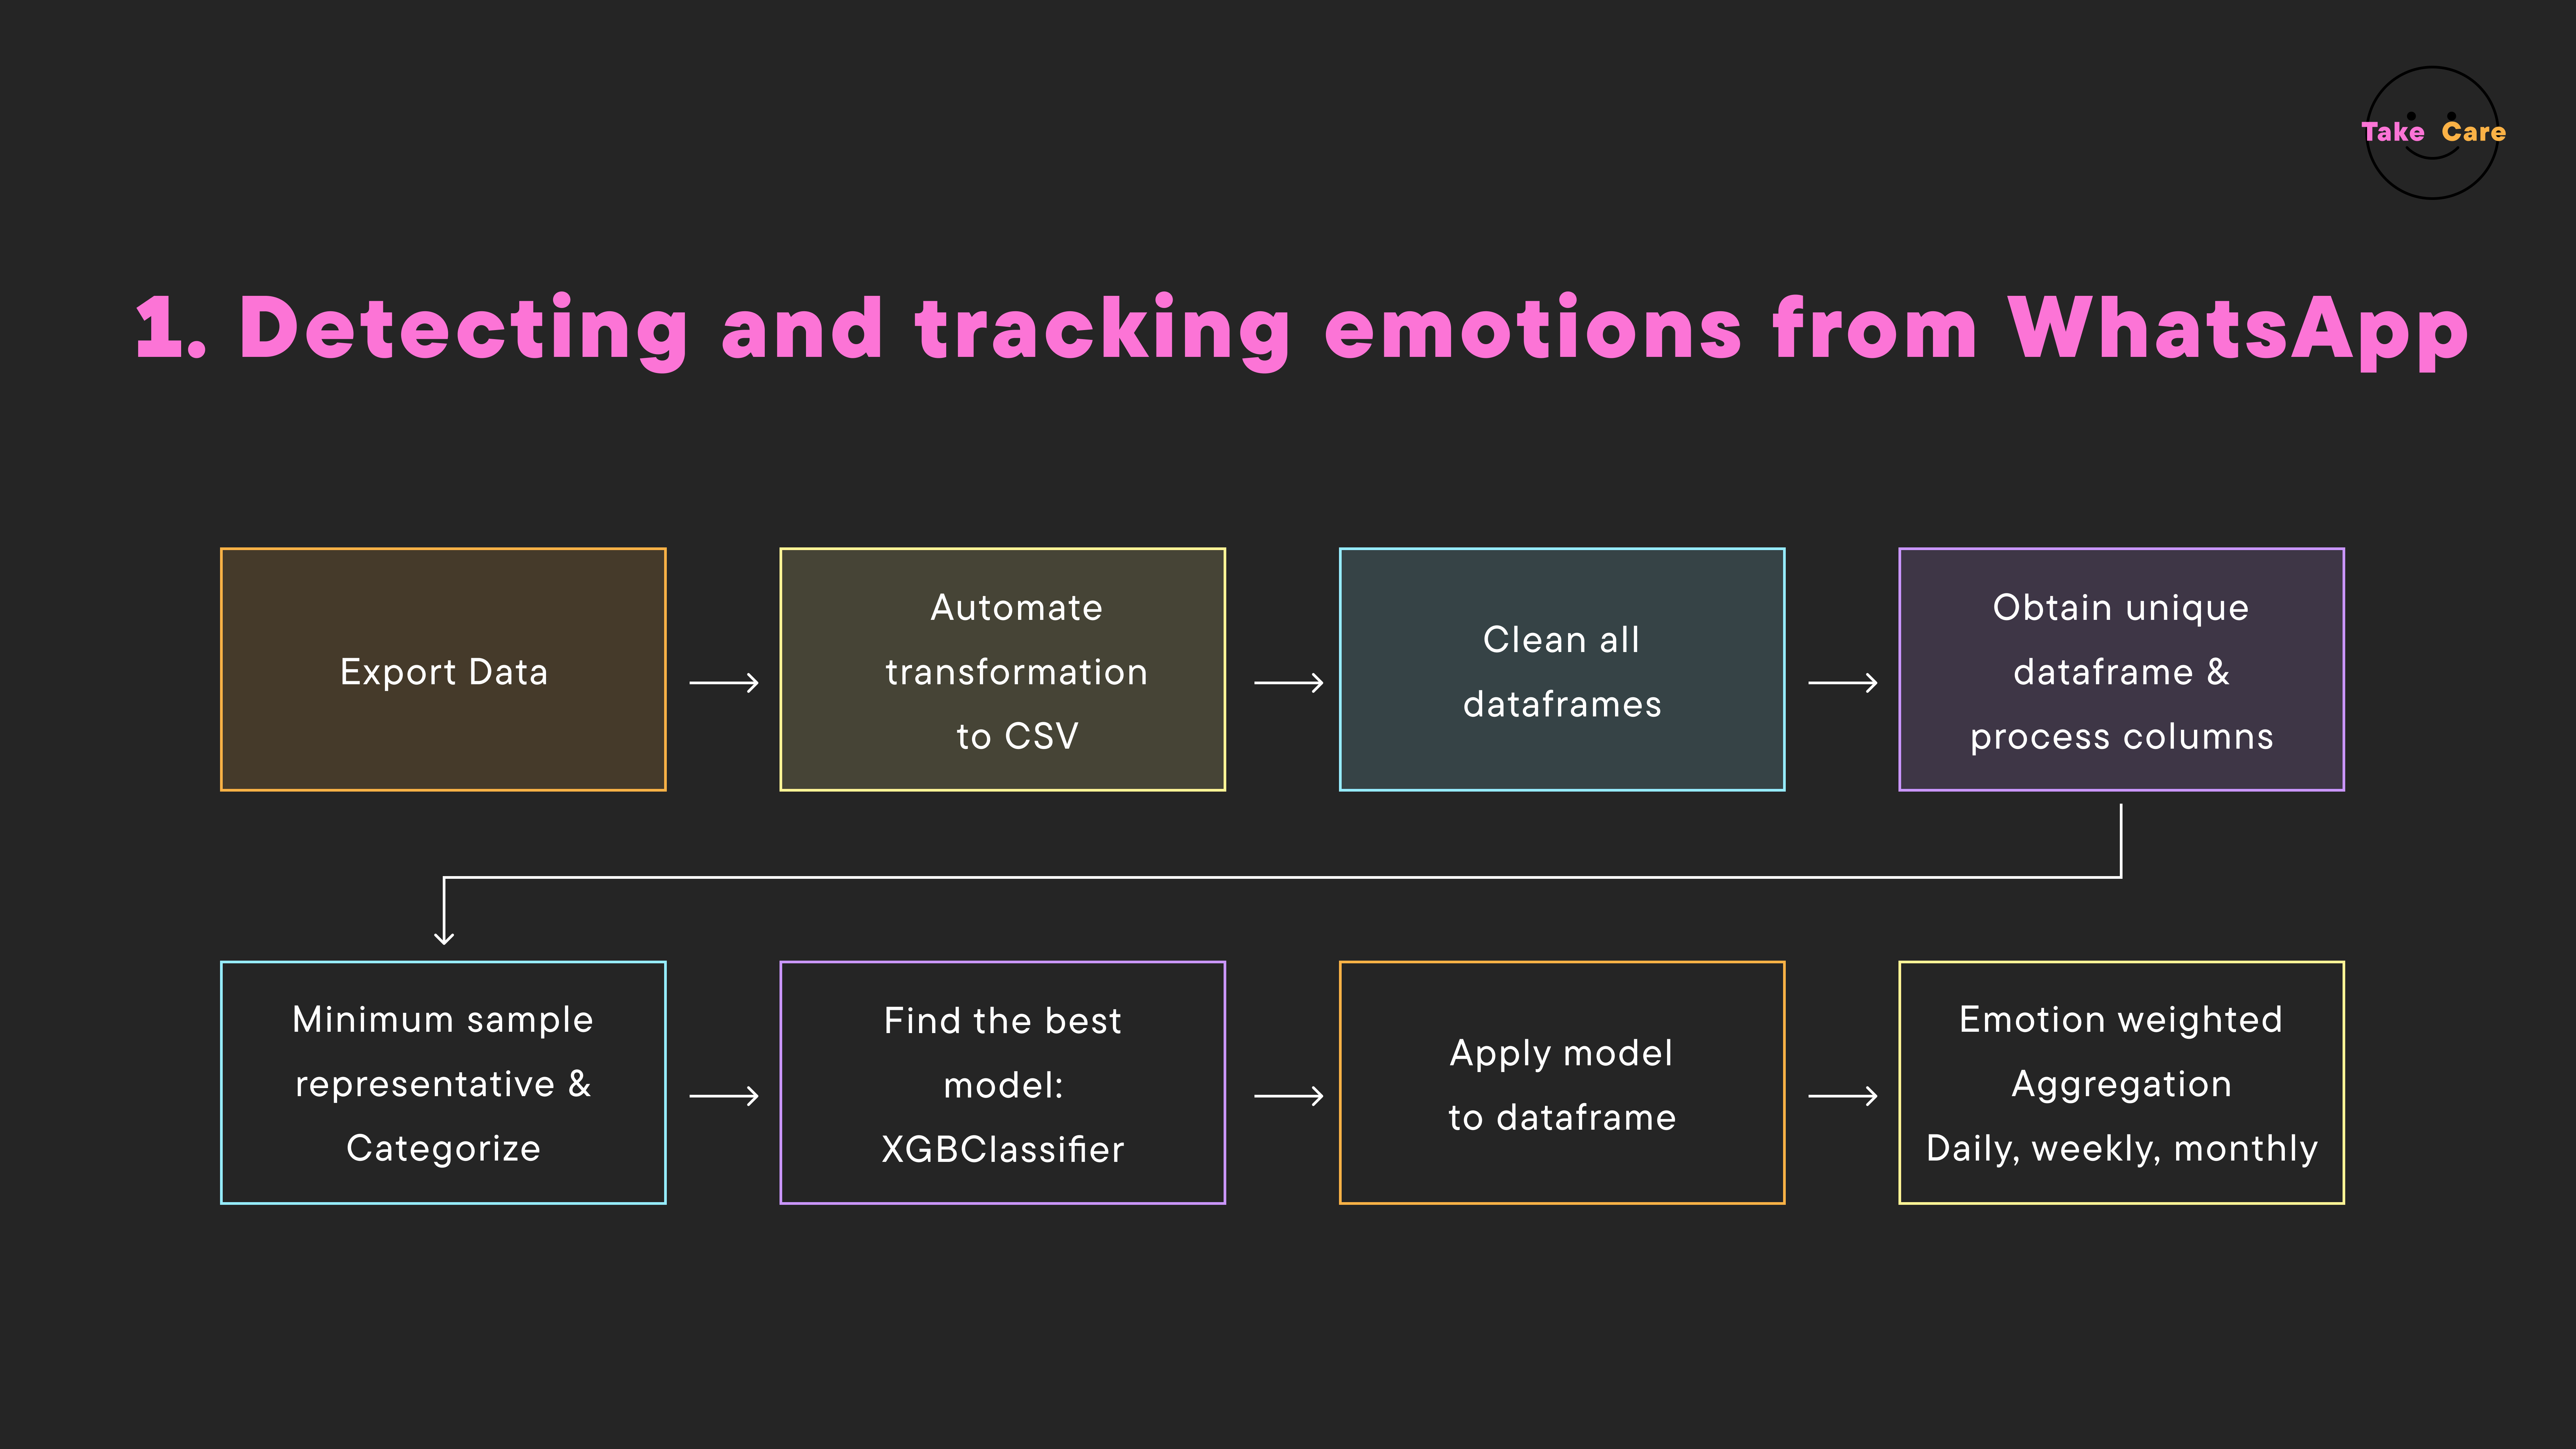 Take Care
1. Detecting and tracking emotions from WhatsApp
Export Data
Automate
transformation
to CSV
Clean all
dataframes
Obtain unique
dataframe &
process columns
Minimum sample
representative &
Categorize
Find the best
model:
XGBClassifier
Apply model
to dataframe
Emotion weighted
Aggregation
Daily, weekly, monthly